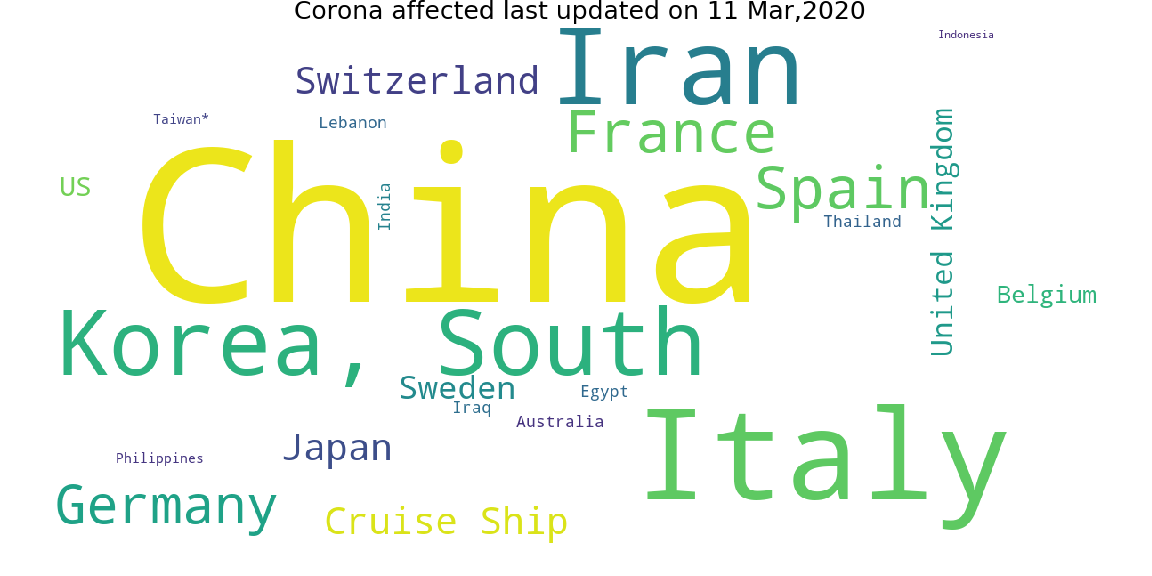 Corona affected last updated on 11 Mar,2020
Indonesia
Iran
Switzerland
Taiwan*
Lebanon
France
United Kingdom
US
China
India
Spain
Thailand
Belgium
Korea, South
Sweden
Egypt
Iraq
Australia
Italy
Japan
Philippines
Germany
Cruise Ship